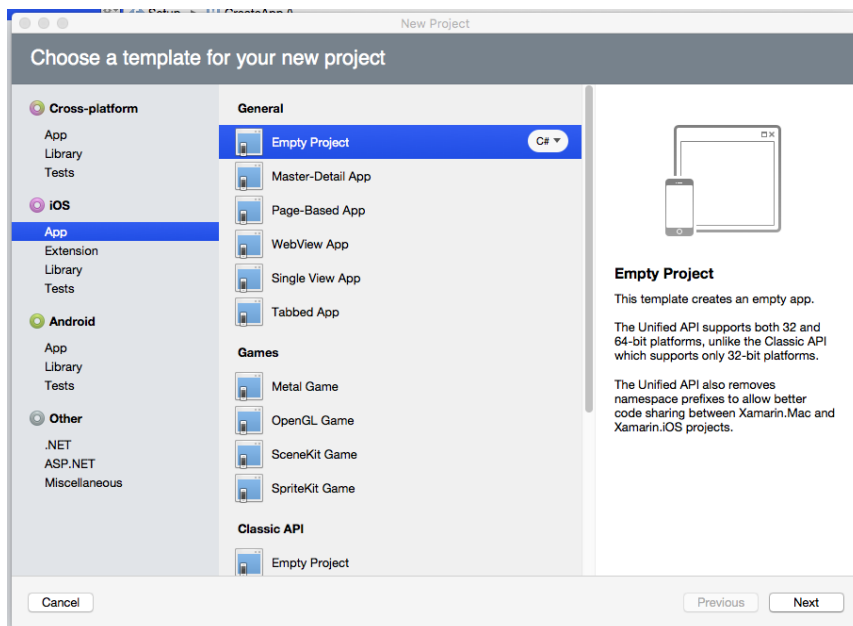 Setup
CreateApp
New Project
Choose a template for your new project
Cross-platform
App
Library
Tests
iOS
App
Extension
Library
Tests
Android
App
Library
Tests
Other
.NET
ASP.NET
Miscellaneous
General
Empty Project
C#
Master-Detail App
Page-Based App
WebView App
Single View App
Tabbed App
Games
Metal Game
OpenGL Game
SceneKit Game
SpriteKit Game
Classic API
Empty Project
Empty Project
This template creates an empty app.
The Unified API supports both 32 and
64-bit platforms, unlike the Classic API
which supports only 32-bit platforms.
The Unified API also removes
namespace prefixes to allow better
code sharing between Xamarin.Mac and
Xamarin.iOS projects.
Cancel
Previous
Next